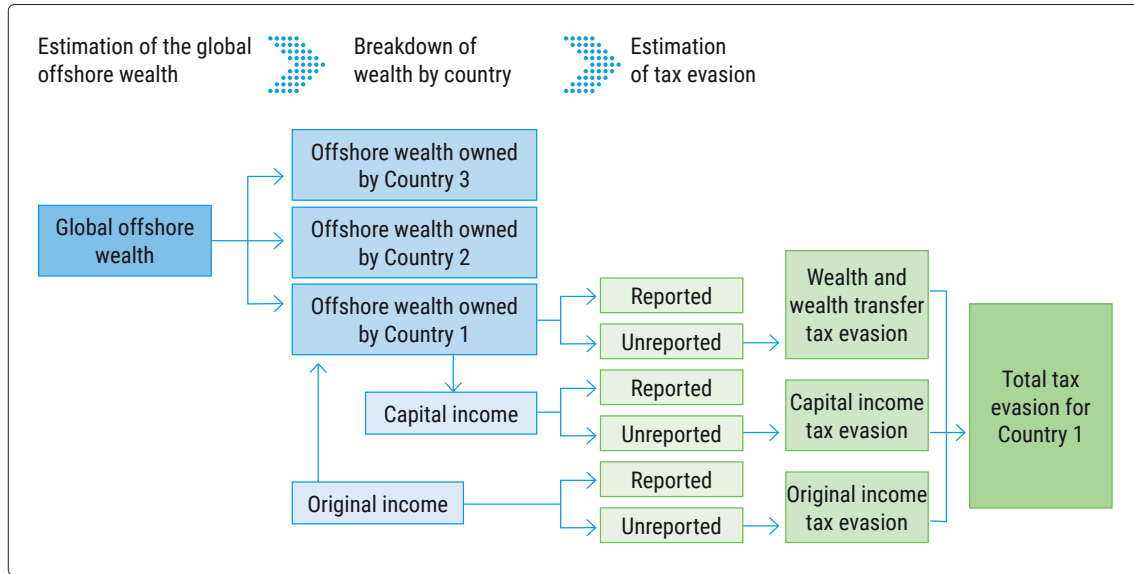 Estimation of the global
offshore wealth
Breakdown of
wealth by country
Estimation
of tax evasion
Offshore wealth owned
by Country 3
Global offshore
wealth
Offshore wealth owned
by Country 2
Offshore wealth owned
by Country 1
Reported
Unreported
Wealth and
wealth transfer
tax evasion
Capital income
Reported
Unreported
Capital income
tax evasion
Original income
Reported
Unreported
Original income
tax evasion
Total tax
evasion for
Country 1